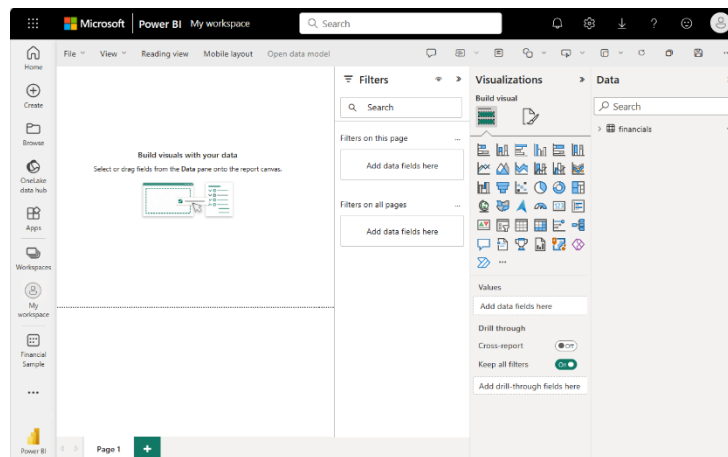 Microsoft Power BI My workspace Search
File View Reading view Mobile layout Open data model
Home
Create
Browse
OneLake
data hub
Apps
Workspaces
My
workspace
Financial
Sample
Power BI
Build visuals with your data
Select or drag fields from the Data pane onto the report canvas.
Page 1
Filters
Search
Filters on this page
Add data fields here
Filters on all pages
Add data fields here
Visualizations
Build visual
Values
Add data fields here
Drill through
Cross-report Off
Keep all filters On
Add drill-through fields here
Data
Search
financials